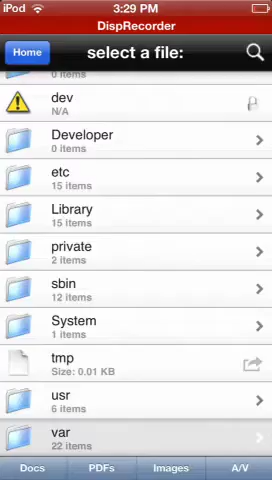 iPod 3:29 PM
DispRecorder
Home select a file:
0 items
dev
N/A
Developer
0 items
etc
15 items
Library
15 items
private
2 items
sbin
12 items
System
1 items
tmp
Size: 0.01 KB
usr
6 items
var
22 items
Docs PDFs Images A/V